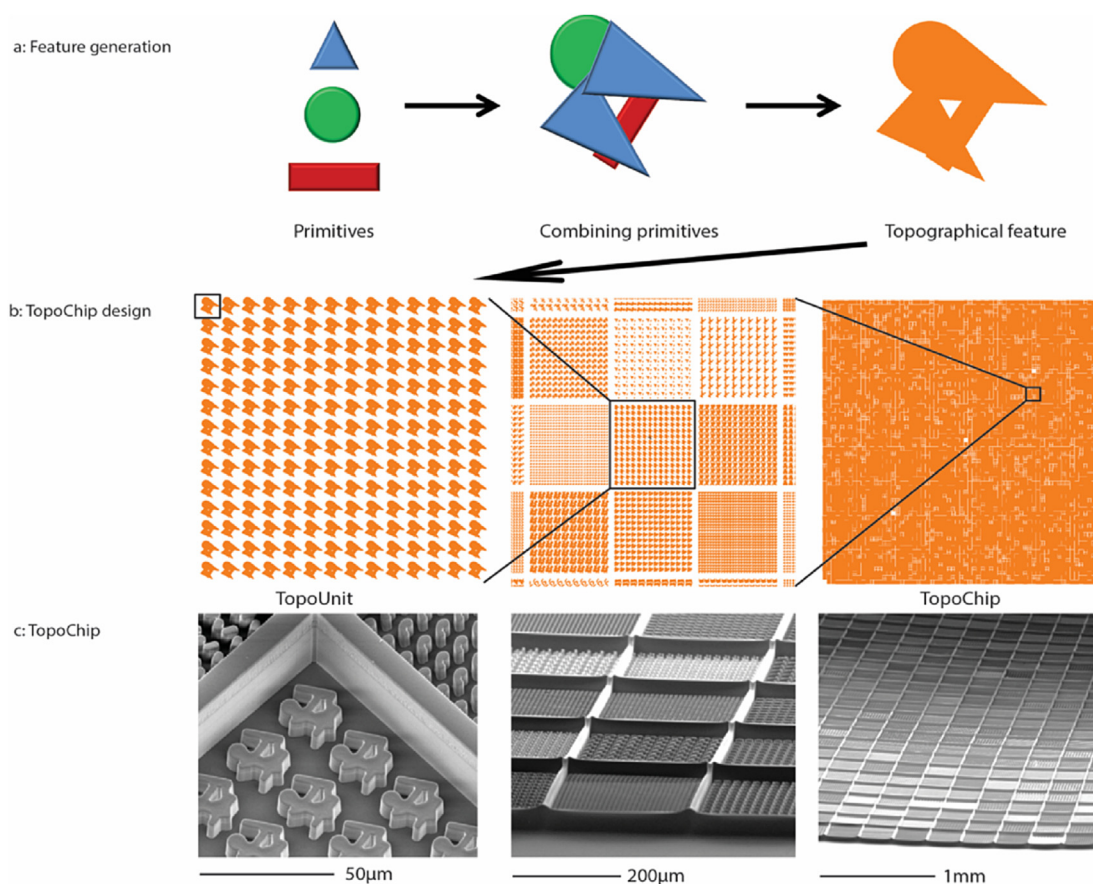 a: Feature generation
Primitives
Combining primitives
Topographical feature
b: TopoChip design
TopoUnit
TopoChip
c: TopoChip
50µm
200µm
1mm